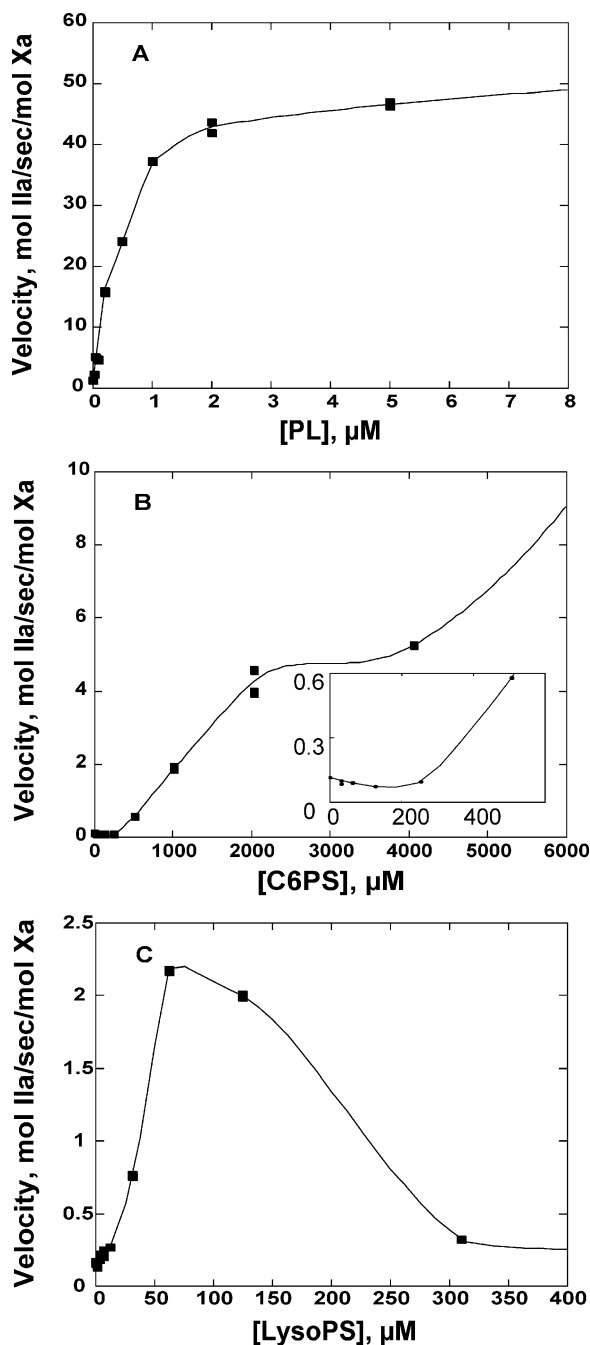 A
Velocity, mol IIa/sec/mol Xa
60
50
40
30
20
10
0
0 1 2 3 4 5 6 7 8
[PL], µM
B
Velocity, mol IIa/sec/mol Xa
10
8
6
4
2
0
0.6
0.3
0
0 200 400
0 1000 2000 3000 4000 5000 6000
[C6PS], µM
C
Velocity, mol IIa/sec/mol Xa
2.5
2
1.5
1
0.5
0
0 50 100 150 200 250 300 350 400
[LysoPS], µM